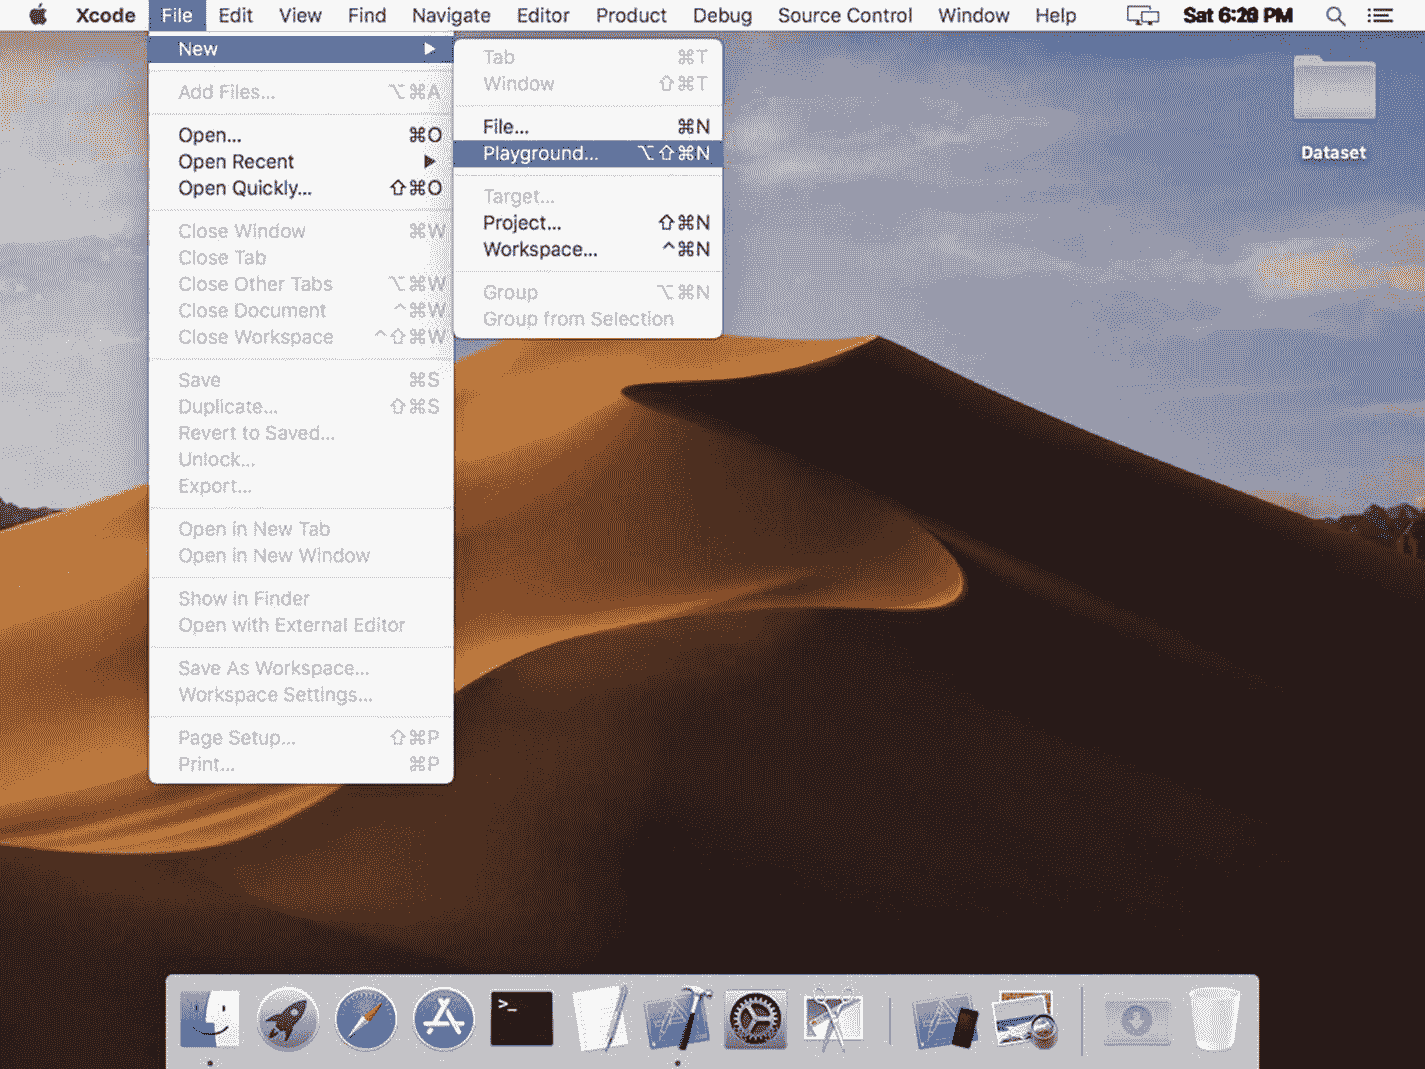 Xcode File Edit View Find Navigate Editor Product Debug Source Control Window Help Sat PM
New
Add Files... ⌥⌘A
Open... ⌘O
Open Recent
Open Quickly... ⇧⌘O
Close Window ⌘W
Close Tab
Close Other Tabs ⌥⌘W
Close Document ^⌘W
Close Workspace ^⇧⌘W
Save ⌘S
Duplicate... ⇧⌘S
Revert to Saved...
Unlock...
Export...
Open in New Tab
Open in New Window
Show in Finder
Open with External Editor
Save As Workspace...
Workspace Settings...
Page Setup... ⇧⌘P
Print... ⌘P
Tab ⌘T
Window ⇧⌘T
File... ⌘N
Playground... ⌥⇧⌘N
Target...
Project... ⇧⌘N
Workspace... ^⌘N
Group ⌥⌘N
Group from Selection
Dataset
>_